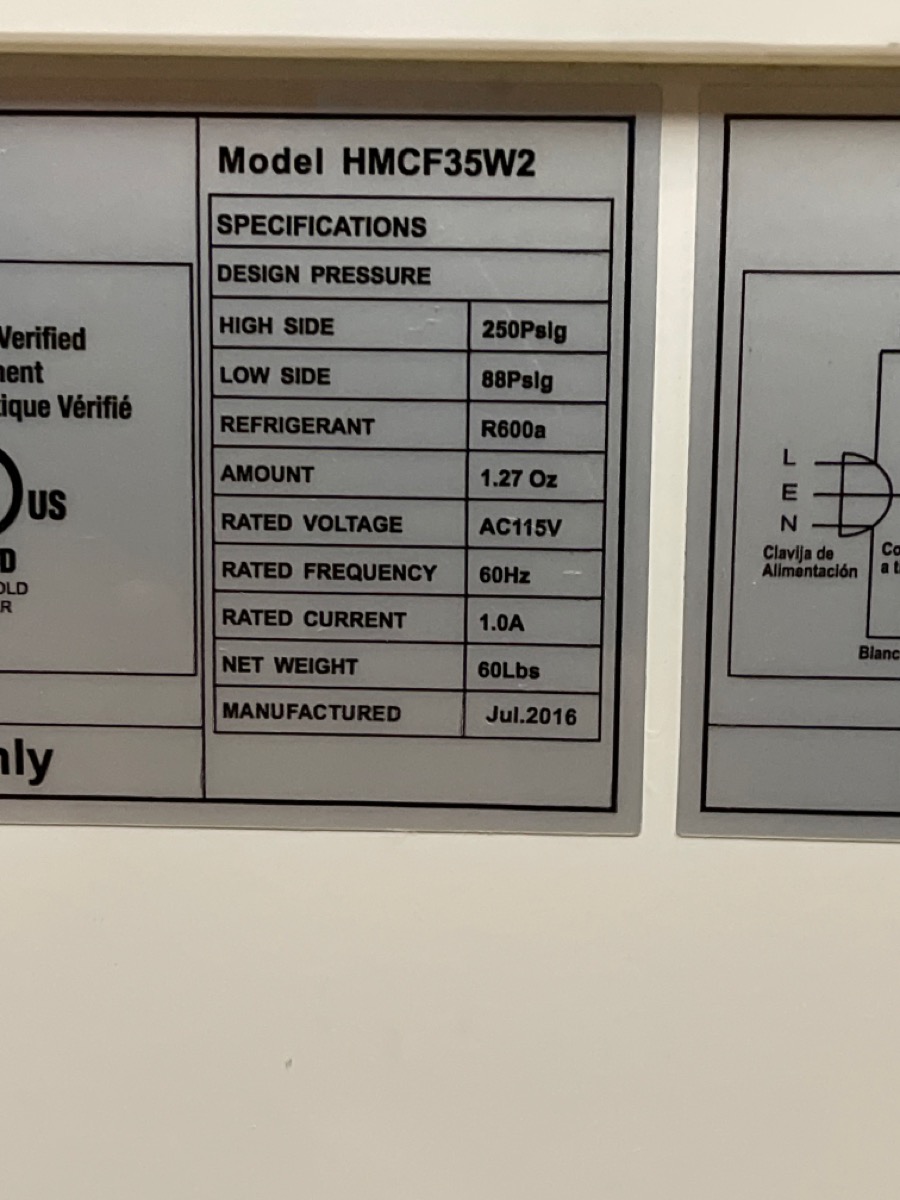 Verified
ment
ique Vérifié
US
D
OLD
R
nly
Model HMCF35W2
SPECIFICATIONS
DESIGN PRESSURE
HIGH SIDE 250PsIg
LOW SIDE 88PsIg
REFRIGERANT R600a
AMOUNT 1.27 Oz
RATED VOLTAGE AC115V
RATED FREQUENCY 60Hz
RATED CURRENT 1.0A
NET WEIGHT 60Lbs
MANUFACTURED Jul.2016
L
E
N
Clavija de
Alimentación
Co
a t
Blanc